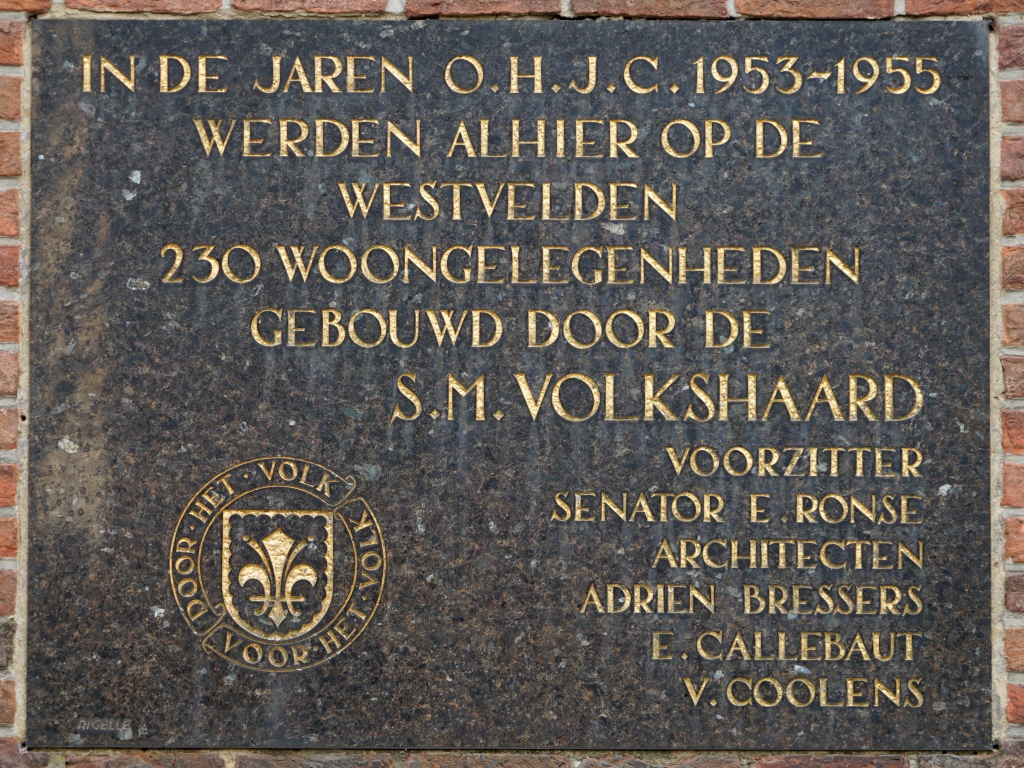 IN DE JAREN O.H.J.C. 1953-1955
WERDEN ALHIER OP DE
WESTVELDEN
230 WOONGELEGENHEDEN
GEBOUWD DOOR DE
S.M. VOLKSHAARD
VOORZITTER
SENATOR E. RONSE
ARCHITECTEN
ADRIEN BRESSERS
E. CALLEBAUT
V. COOLENS
DOOR·HET·VOLK
VOOR·HET·VOLK